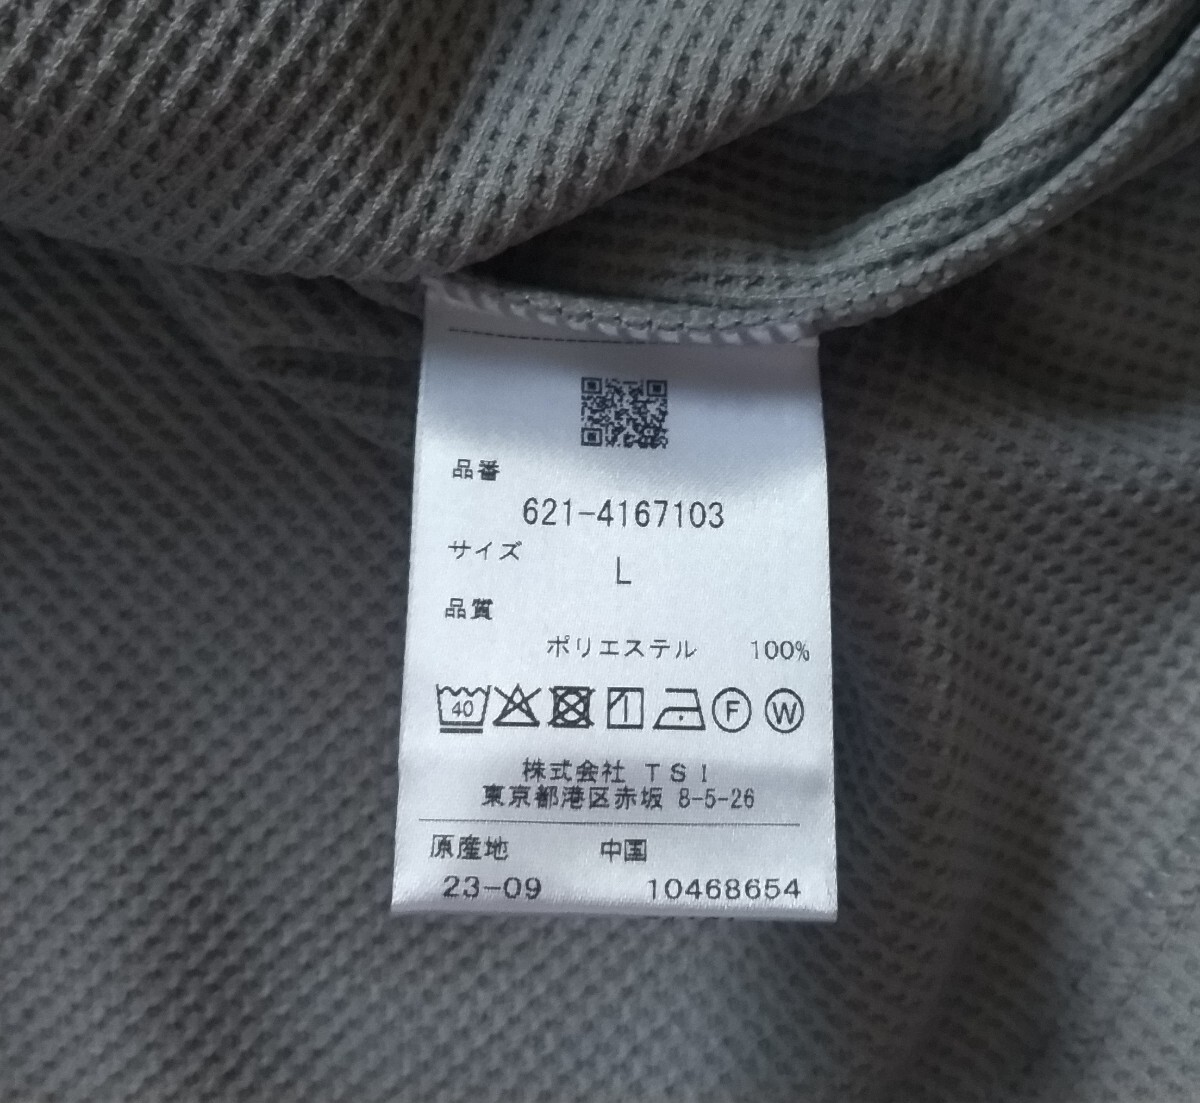 品番
621-4167103
サイズ
L
品質
ポリエステル 100%
40 F W
株式会社 TSI
東京都港区赤坂 8-5-26
原産地 中国
23-09 10468654